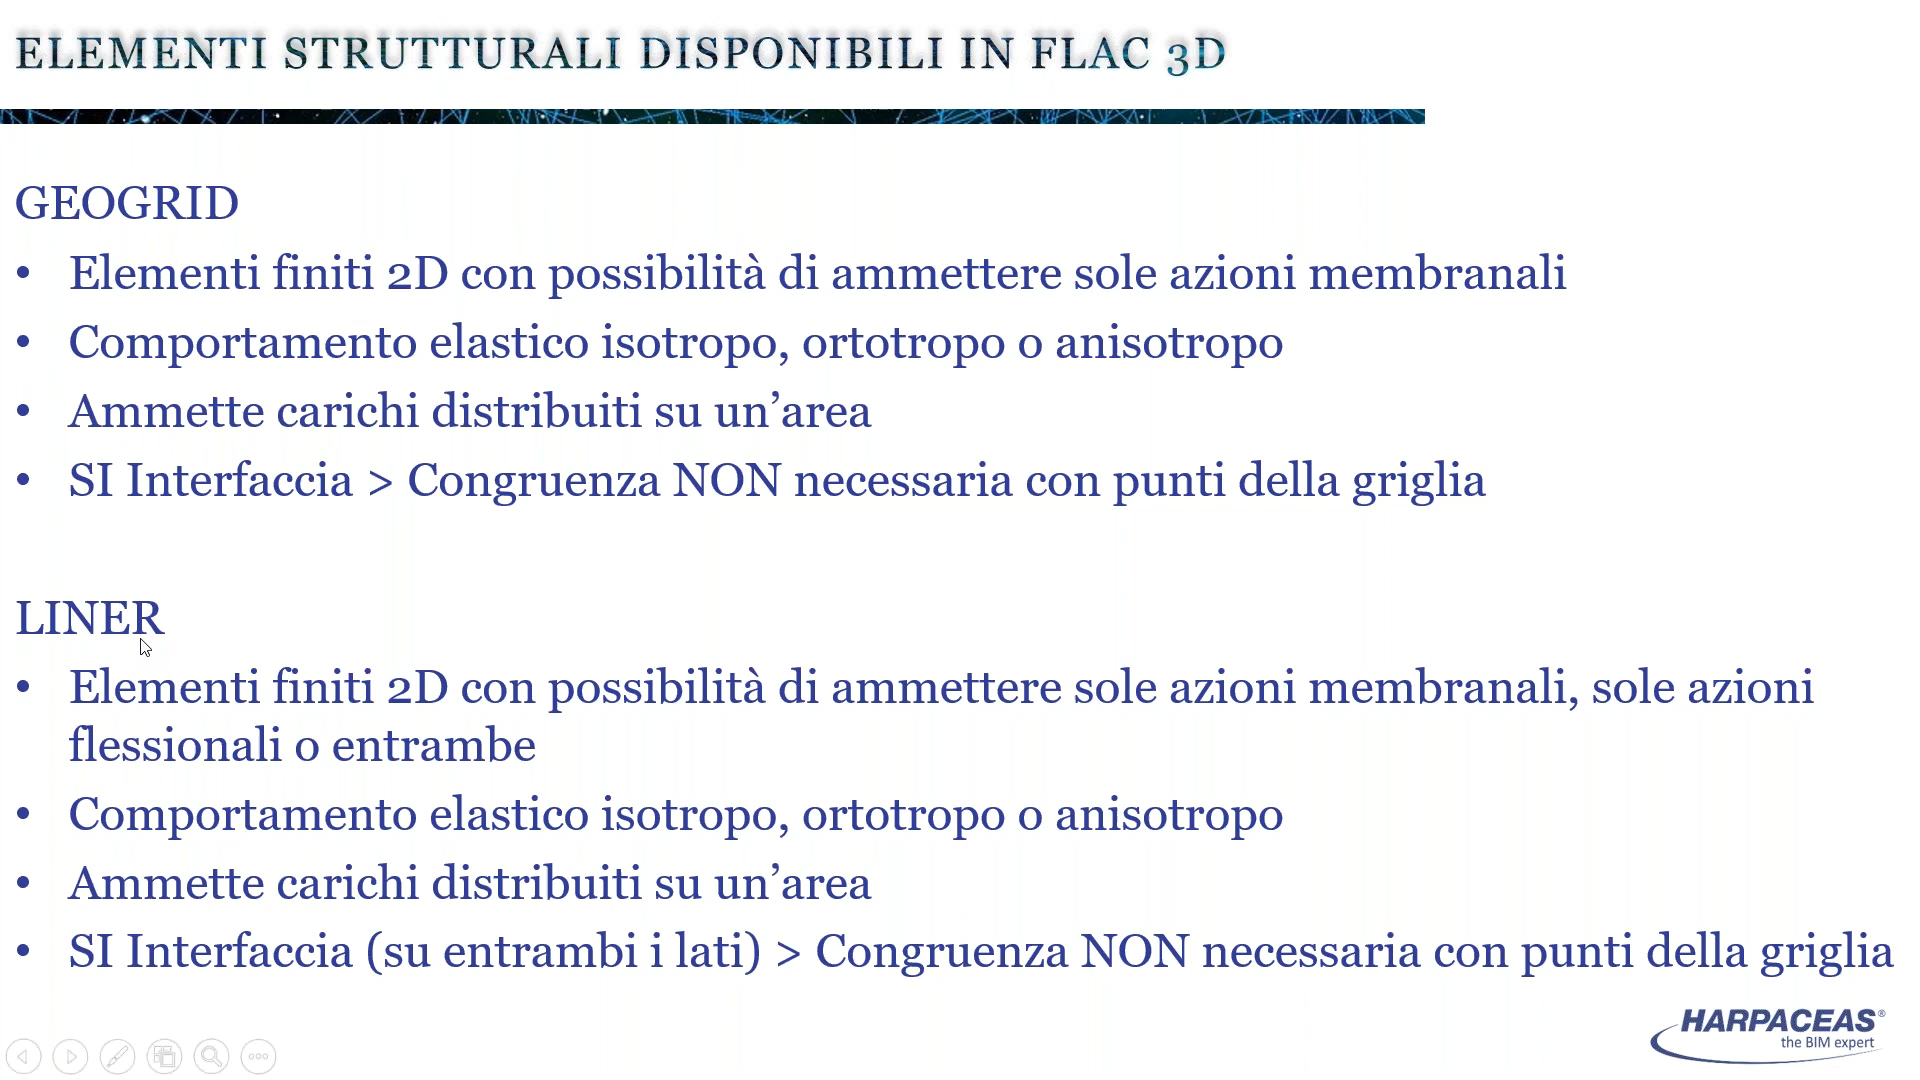 ELEMENTI STRUTTURALI DISPONIBILI IN FLAC 3D
GEOGRID
• Elementi finiti 2D con possibilità di ammettere sole azioni membranali
• Comportamento elastico isotropo, ortotropo o anisotropo
• Ammette carichi distribuiti su un’area
• SI Interfaccia > Congruenza NON necessaria con punti della griglia
LINER
• Elementi finiti 2D con possibilità di ammettere sole azioni membranali, sole azioni
flessionali o entrambe
• Comportamento elastico isotropo, ortotropo o anisotropo
• Ammette carichi distribuiti su un’area
• SI Interfaccia (su entrambi i lati) > Congruenza NON necessaria con punti della griglia
HARPACEAS®
the BIM expert